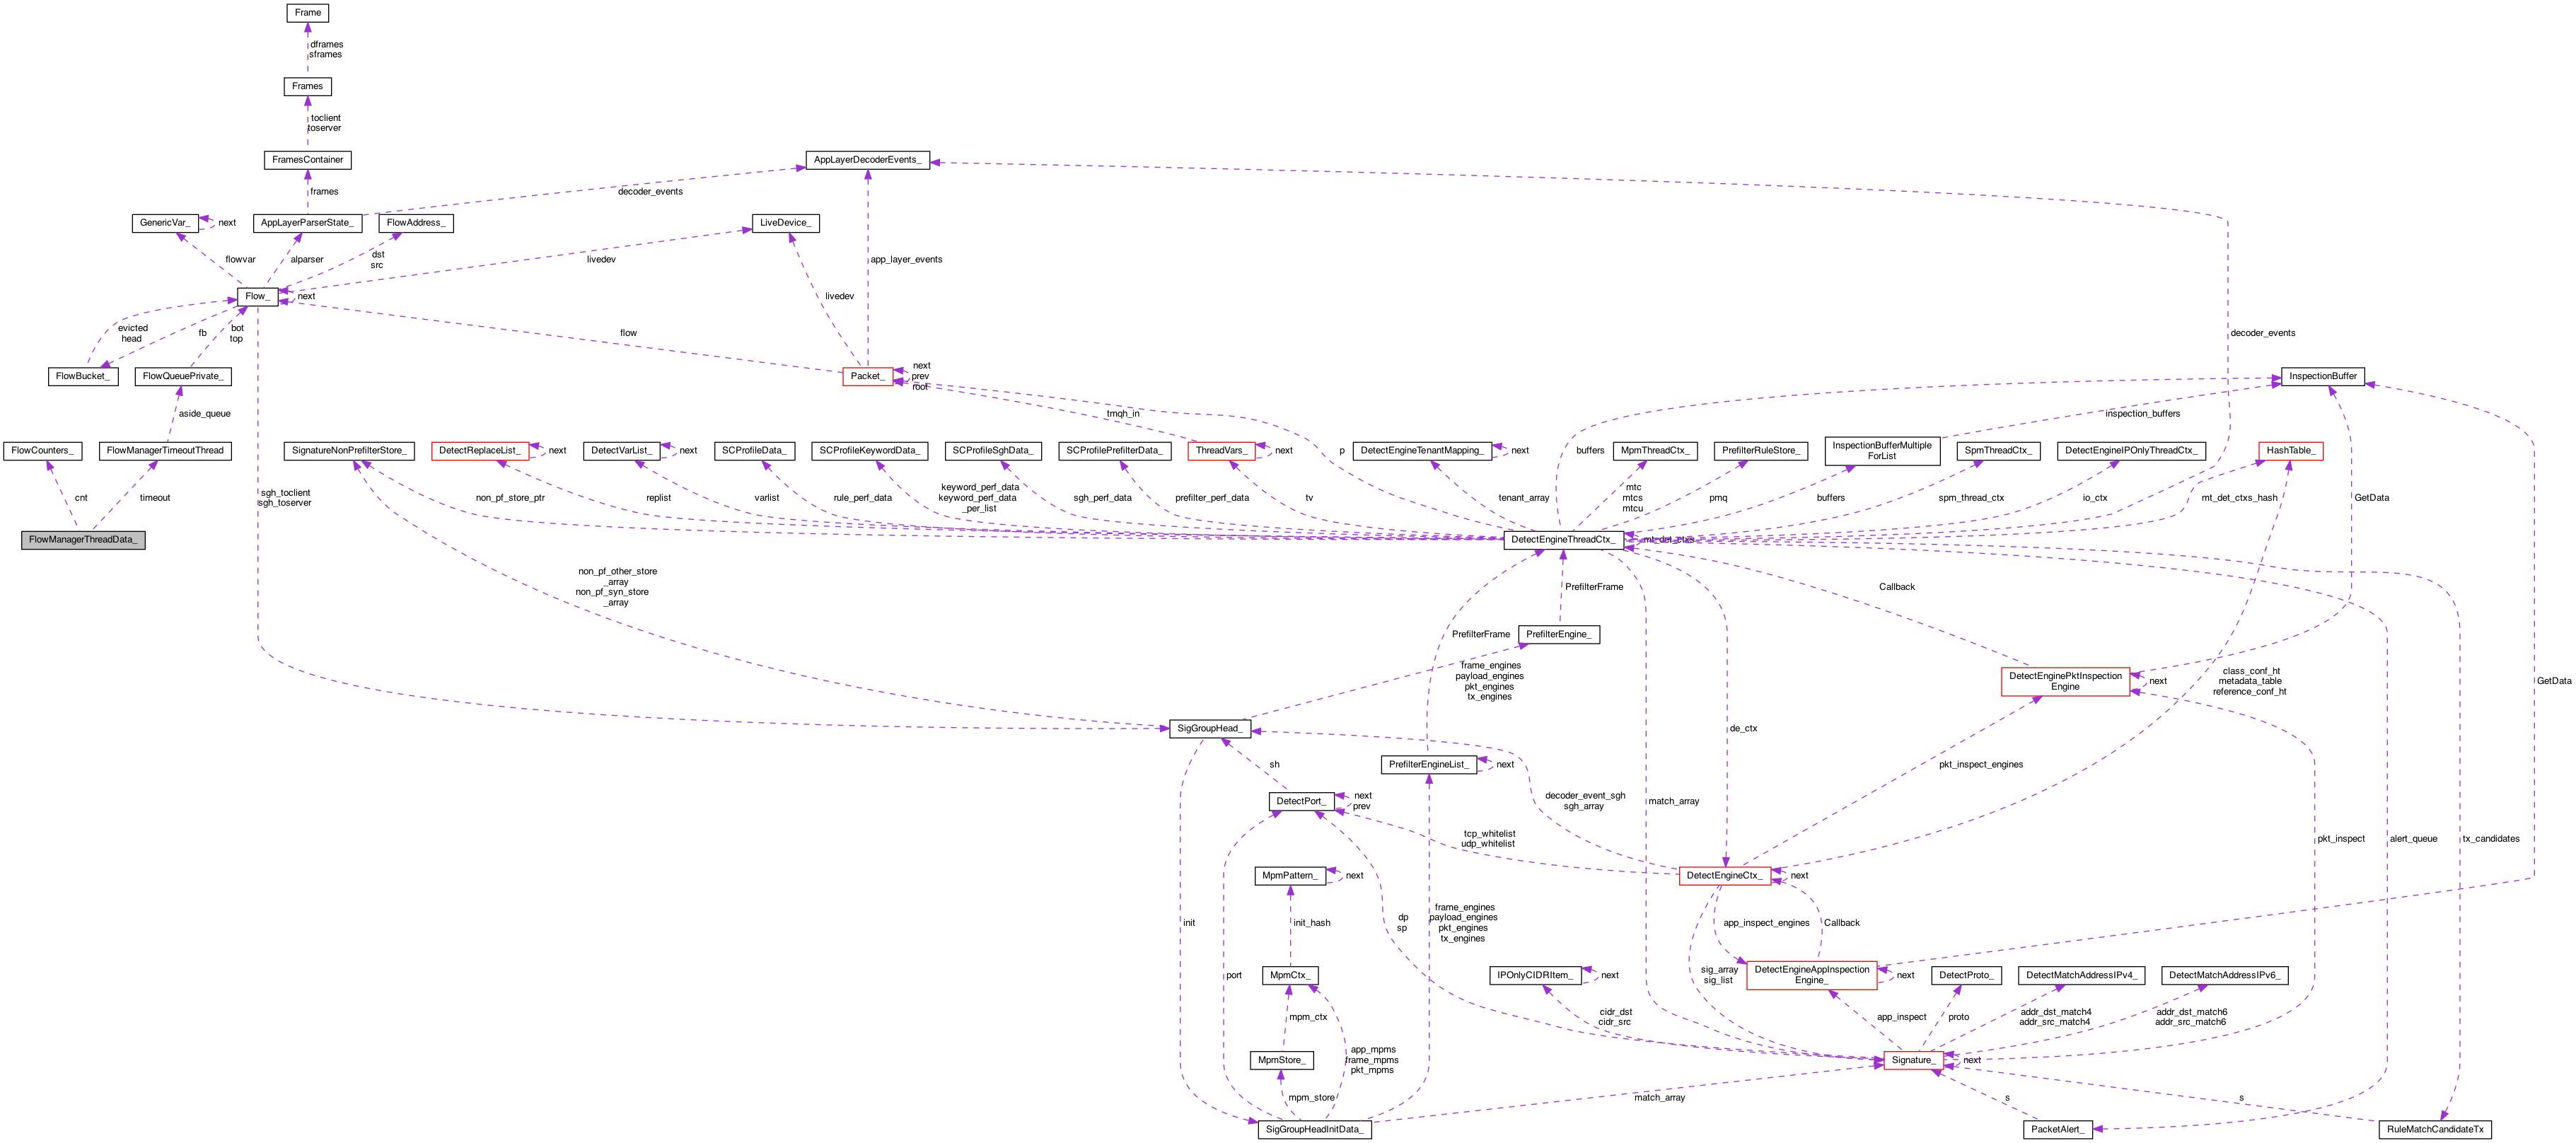 Frame
dframes
sframes
Frames
toclient
toserver
FramesContainer
AppLayerDecoderEvents_
frames
decoder_events
GenericVar_
next
AppLayerParserState_
FlowAddress_
LiveDevice_
flowvar
alparser
dst
src
livedev
app_layer_events
Flow_
next
livedev
evicted
head
fb
bot
top
flow
decoder_events
FlowBucket_
FlowQueuePrivate_
Packet_
next
prev
root
InspectionBuffer
aside_queue
tmqh_in
inspection_buffers
FlowCounters_
FlowManagerTimeoutThread
SignatureNonPrefilterStore_
DetectReplaceList_
next
DetectVarList_
next
SCProfileData_
SCProfileKeywordData_
SCProfileSghData_
SCProfilePrefilterData_
ThreadVars_
next
p
DetectEngineTenantMapping_
next
MpmThreadCtx_
PrefilterRuleStore_
buffers
InspectionBufferMultiple
ForList
SpmThreadCtx_
DetectEngineIPOnlyThreadCtx_
HashTable_
cnt
timeout
sgh_toclient
sgh_toserver
non_pf_store_ptr
replist
varlist
rule_perf_data
keyword_perf_data
keyword_perf_data
_per_list
sgh_perf_data
prefilter_perf_data
tv
tenant_array
mtc
mtcs
mtcu
pmq
buffers
spm_thread_ctx
io_ctx
mt_det_ctxs_hash
GetData
FlowManagerThreadData_
DetectEngineThreadCtx_
mt_det_ctxs
non_pf_other_store
_array
non_pf_syn_store
_array
PrefilterFrame
Callback
PrefilterFrame
PrefilterEngine_
frame_engines
payload_engines
pkt_engines
tx_engines
DetectEnginePktInspection
Engine
next
class_conf_ht
metadata_table
reference_conf_ht
GetData
SigGroupHead_
de_ctx
sh
PrefilterEngineList_
next
pkt_inspect_engines
DetectPort_
next
prev
decoder_event_sgh
sgh_array
match_array
tcp_whitelist
udp_whitelist
pkt_inspect
alert_queue
tx_candidates
MpmPattern_
next
DetectEngineCtx_
next
init
init_hash
dp
sp
frame_engines
payload_engines
pkt_engines
tx_engines
app_inspect_engines
Callback
port
MpmCtx_
IPOnlyCIDRItem_
next
sig_array
sig_list
DetectEngineAppInspection
Engine_
next
DetectProto_
DetectMatchAddressIPv4_
DetectMatchAddressIPv6_
mpm_ctx
cidr_dst
cidr_src
app_inspect
proto
addr_dst_match4
addr_src_match4
addr_dst_match6
addr_src_match6
MpmStore_
app_mpms
frame_mpms
pkt_mpms
Signature_
next
mpm_store
match_array
s
s
SigGroupHeadInitData_
PacketAlert_
RuleMatchCandidateTx